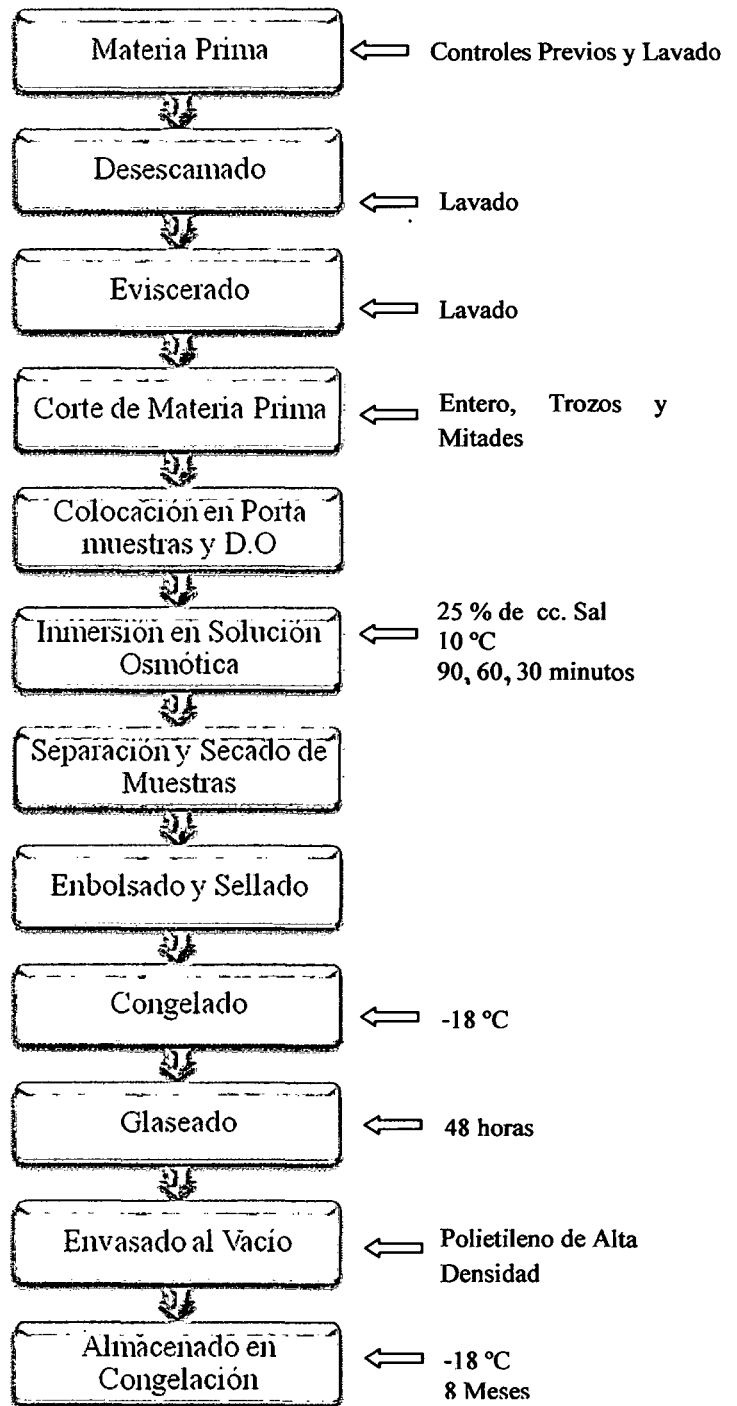 Materia Prima
Controles Previos y Lavado
Desescamado
Lavado
Eviscerado
Lavado
Corte de Materia Prima
Entero, Trozos y
Mitades
Colocación en Porta
muestras y D.O
Inmersión en Solución
Osmótica
25 % de cc. Sal
10 ºC
90, 60, 30 minutos
Separación y Secado de
Muestras
Enbolsado y Sellado
Congelado
-18 ºC
Glaseado
48 horas
Envasado al Vacío
Polietileno de Alta
Densidad
Almacenado en
Congelación
-18 ºC
8 Meses